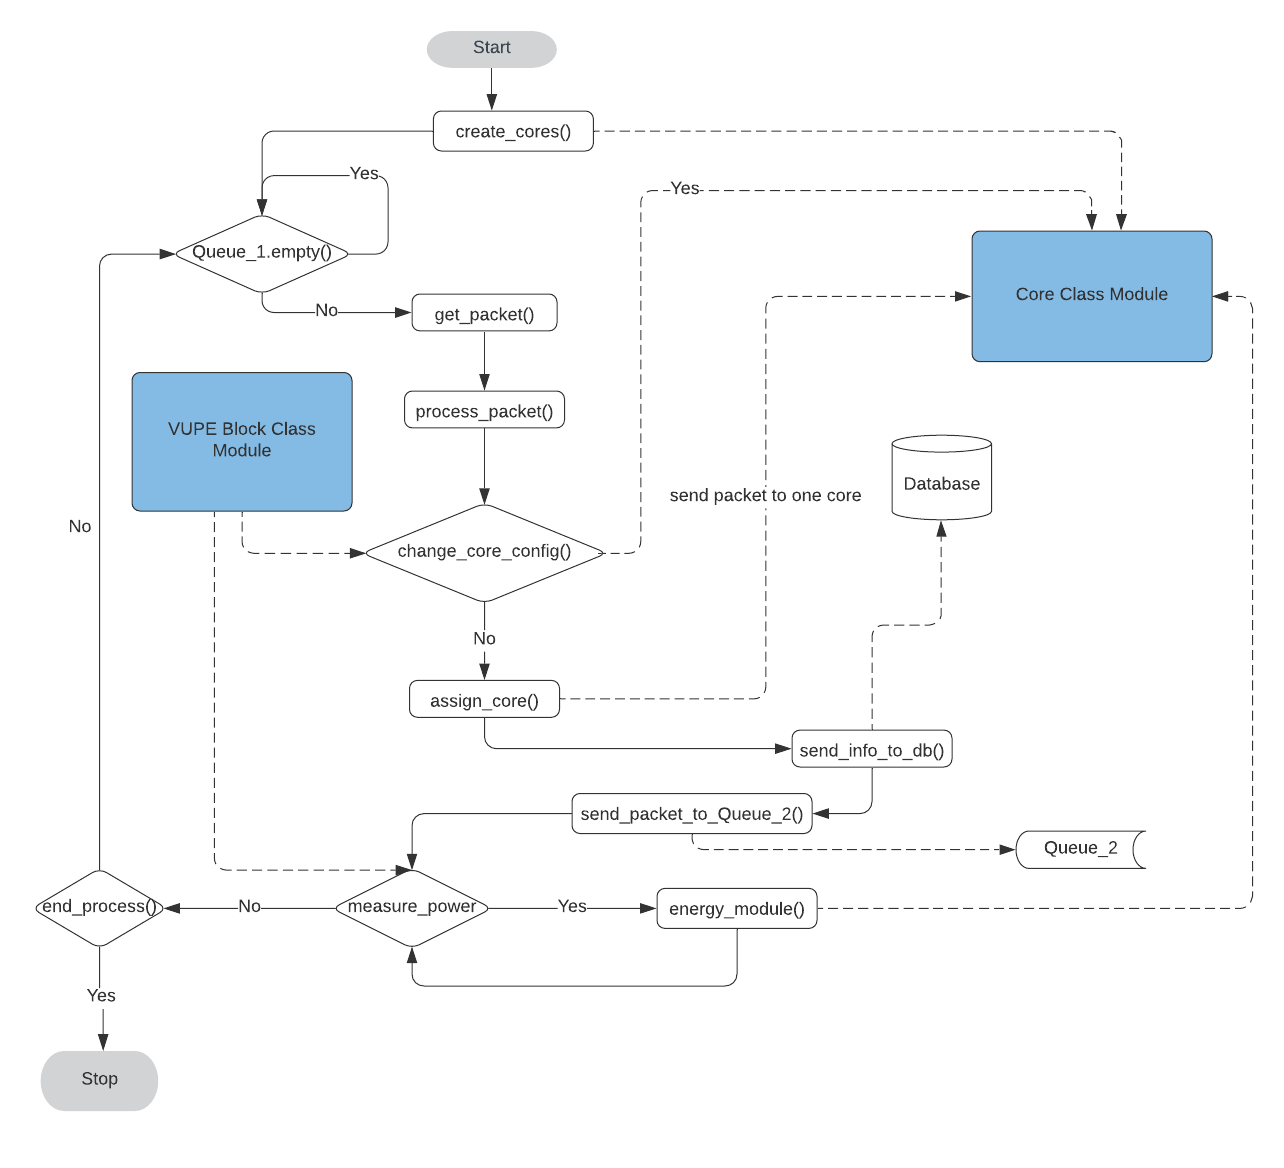 Start
create_cores()
Yes
Yes
Queue_1.empty()
Core Class Module
No
get_packet()
process_packet()
VUPE Block Class
Module
Database
send packet to one core
No
change_core_config()
No
assign_core()
send_info_to_db()
send_packet_to_Queue_2()
Queue_2
end_process()
No
measure_power
Yes
energy_module()
Yes
Stop